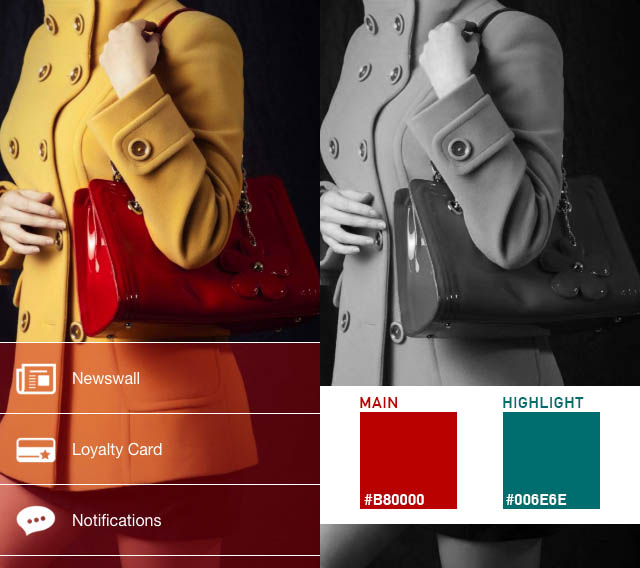 Newswall
Loyalty Card
Notifications
MAIN
HIGHLIGHT
#B80000
#006E6E